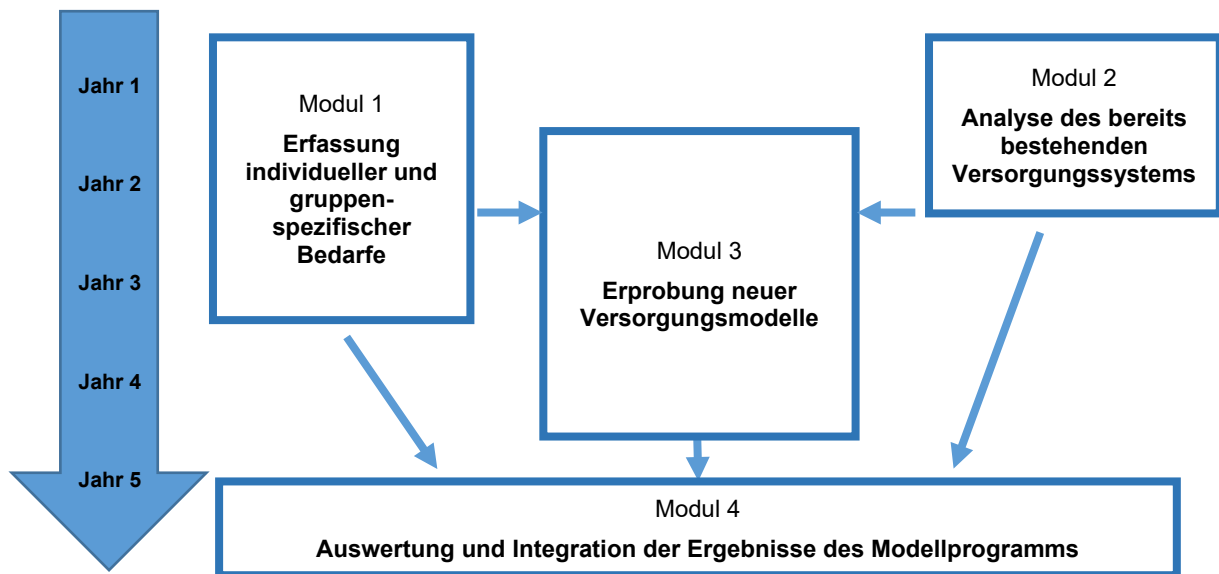 Jahr 1
Jahr 2
Jahr 3
Jahr 4
Jahr 5
Modul 1
Erfassung
individueller und
gruppen-
spezifischer
Bedarfe
Modul 2
Analyse des bereits
bestehenden
Versorgungssystems
Modul 3
Erprobung neuer
Versorgungsmodelle
Modul 4
Auswertung und Integration der Ergebnisse des Modellprogramms